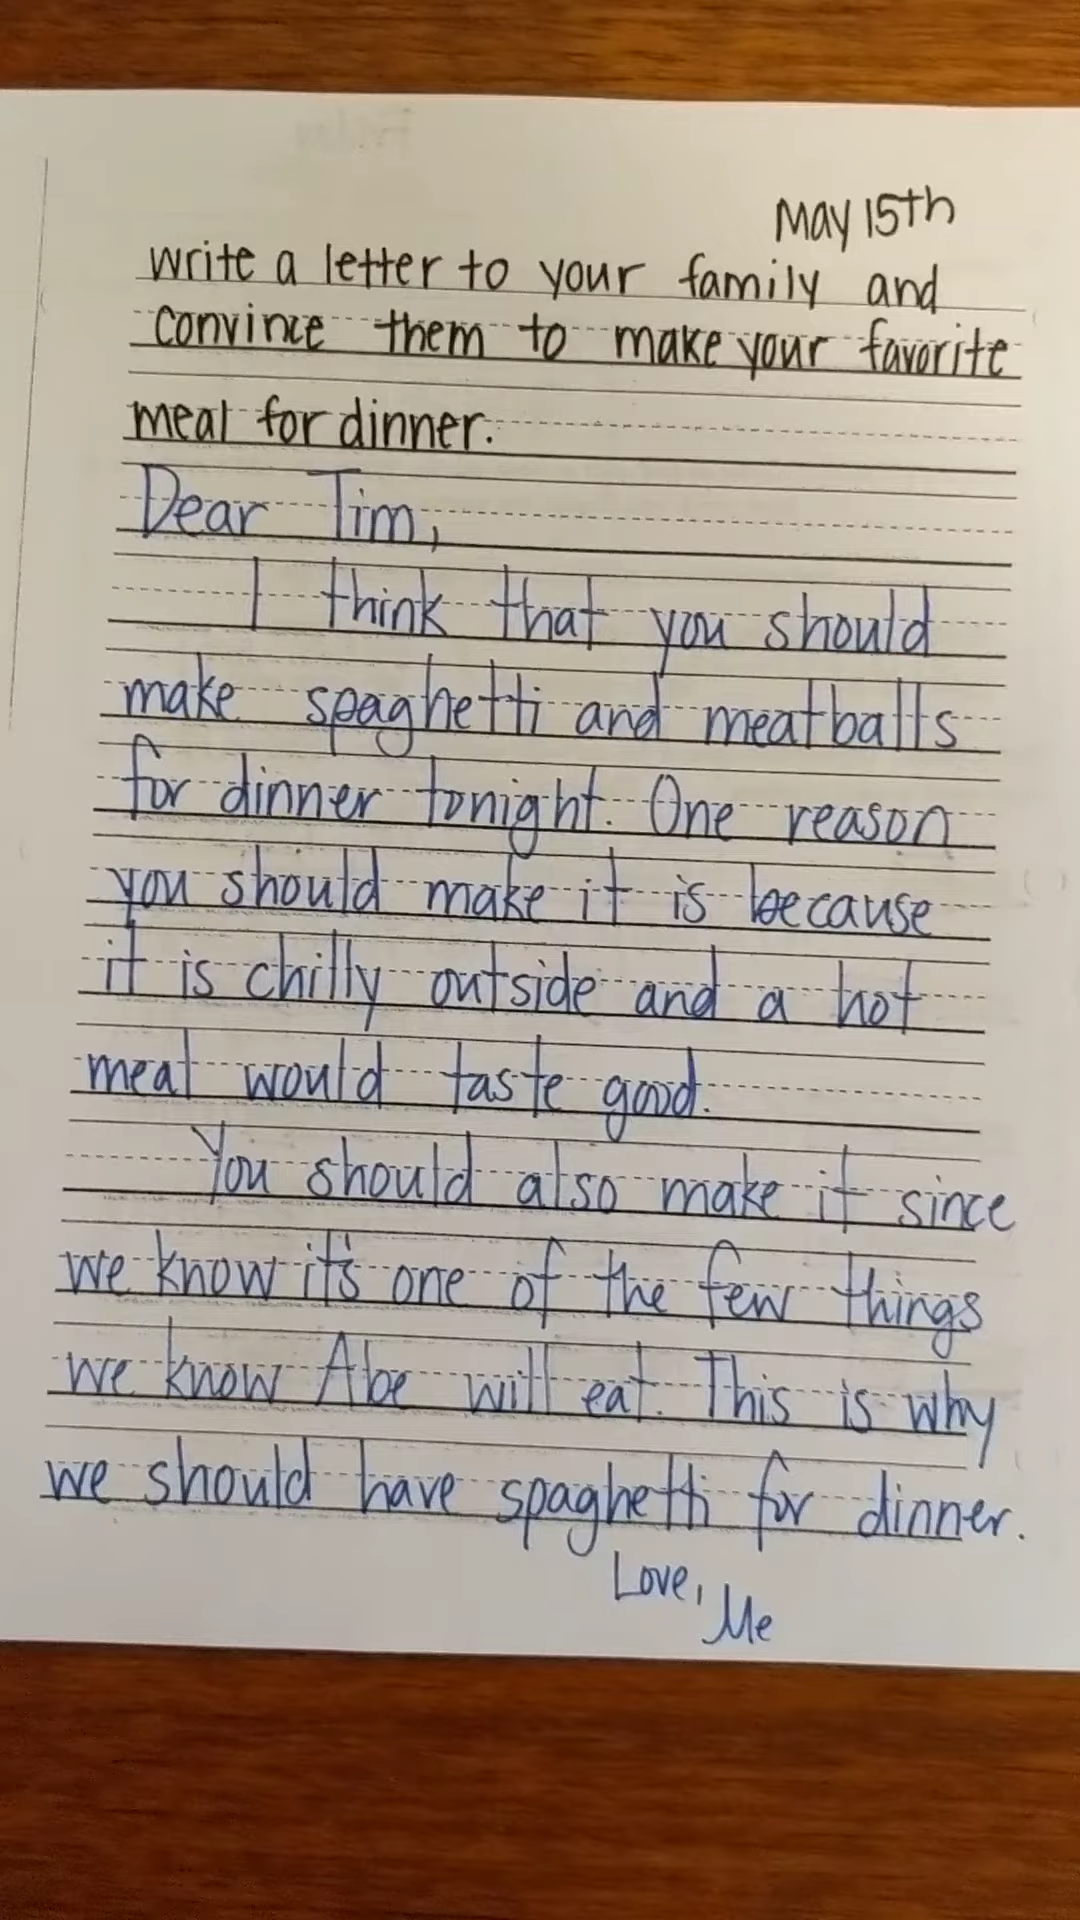 May 15th
write a letter to your family and
convince them to make your favorite
meal for dinner.
Dear Tim,
I think that you should
make spaghetti and meatballs
for dinner tonight. One reason
you should make it is because
it is chilly outside and a hot
meal would taste good.
You should also make it since
we know it's one of the few things
we know Abe will eat. This is why
we should have spaghetti for dinner.
Love,
Me